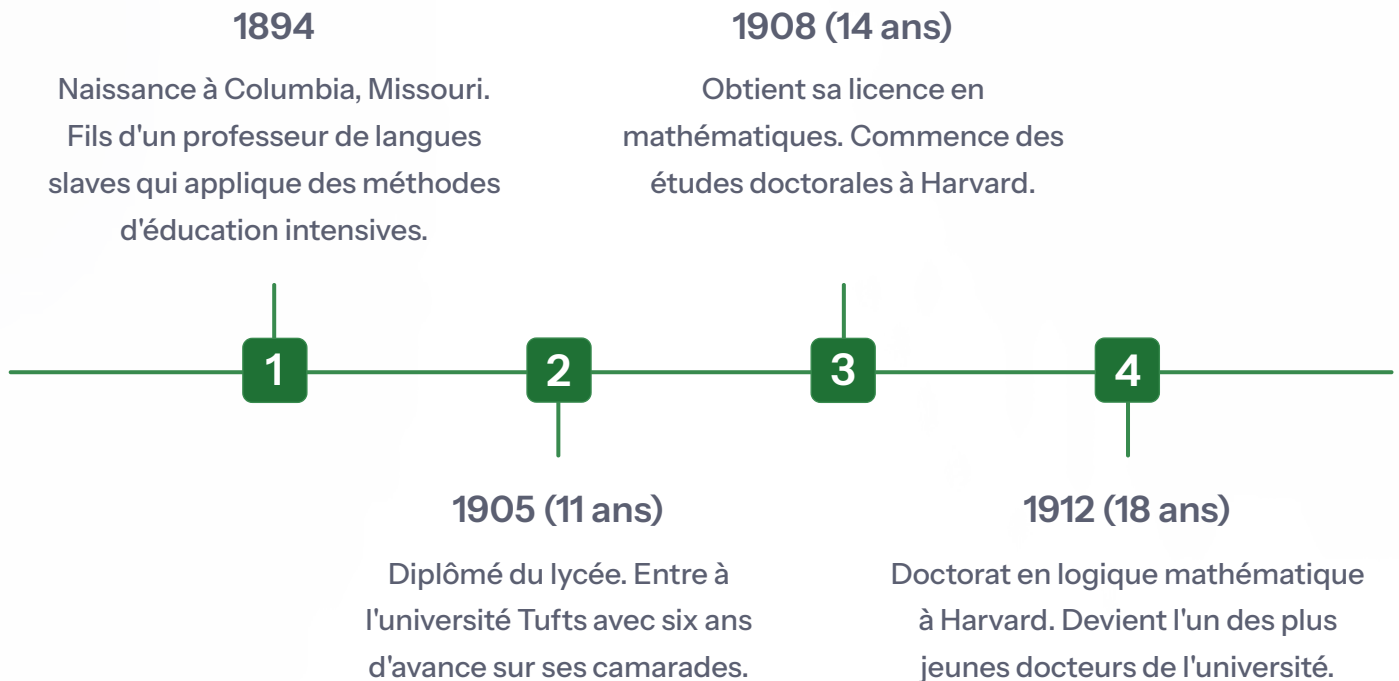 1894
Naissance à Columbia, Missouri.
Fils d'un professeur de langues
slaves qui applique des méthodes
d'éducation intensives.
1908 (14 ans)
Obtient sa licence en
mathématiques. Commence des
études doctorales à Harvard.
1
2
3
4
1905 (11 ans)
Diplômé du lycée. Entre à
l'université Tufts avec six ans
d'avance sur ses camarades.
1912 (18 ans)
Doctorat en logique mathématique
à Harvard. Devient l'un des plus
jeunes docteurs de l'université.